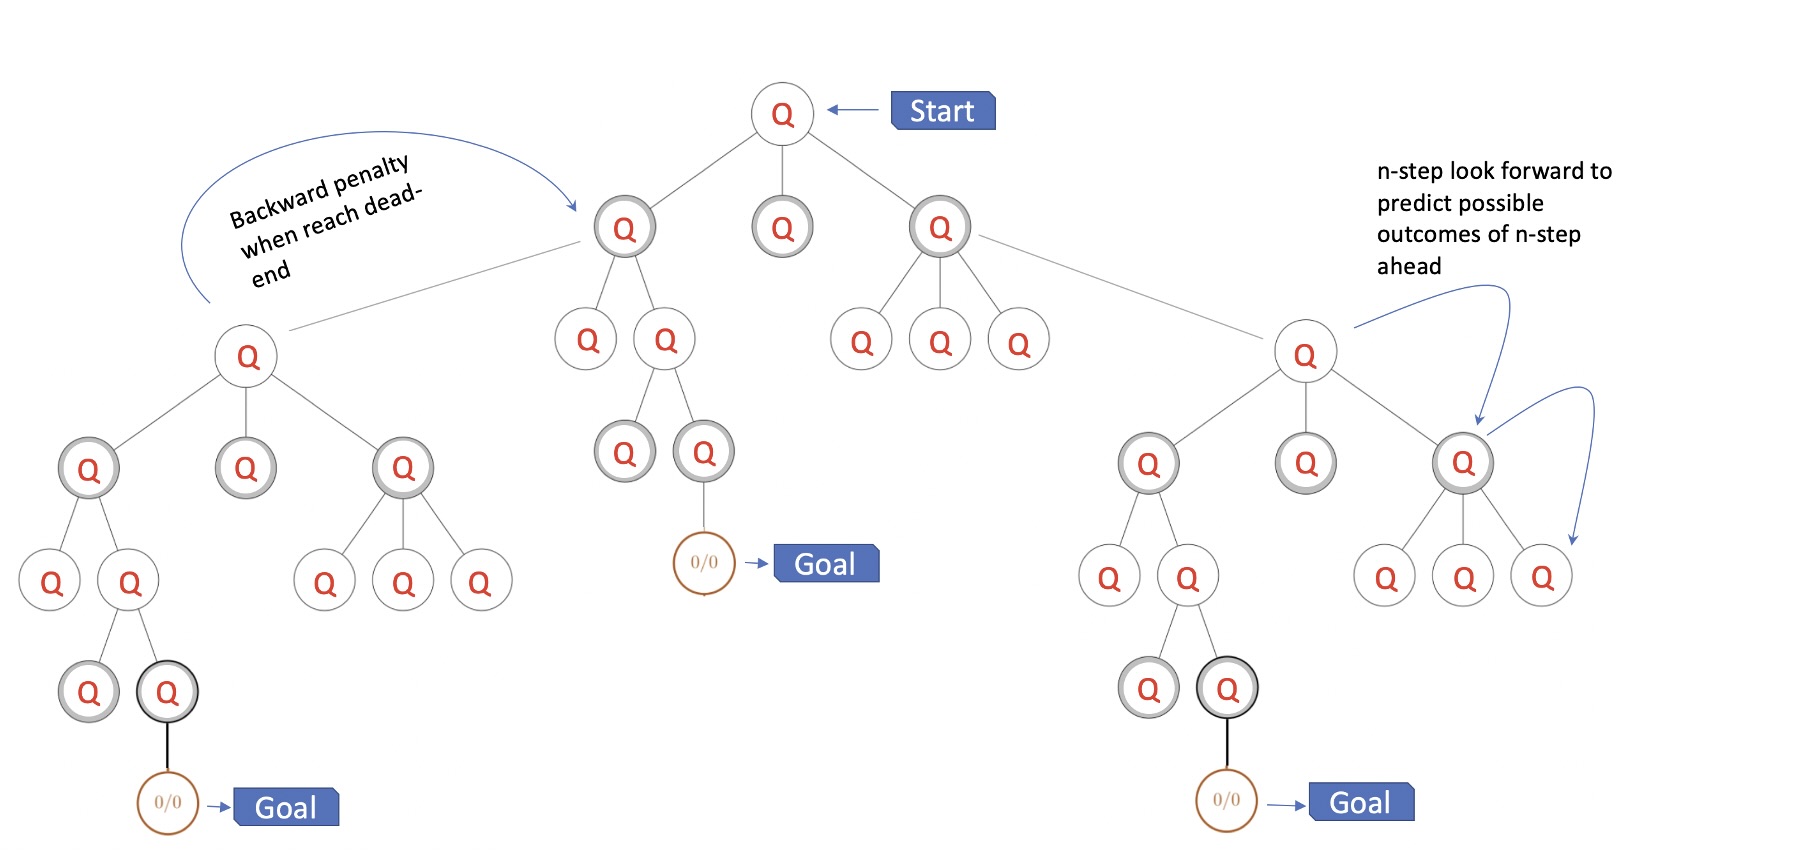 Q Start
Backward penalty
when reach dead-
end
n-step look forward to
predict possible
outcomes of n-step
ahead
Q Q Q
Q Q Q Q Q
Q Q
Q Q
Q Q Q Q Q Q
0/0 Goal
Q Q Q Q Q Q Q Q Q Q
Q Q Q Q
0/0 Goal
0/0 Goal